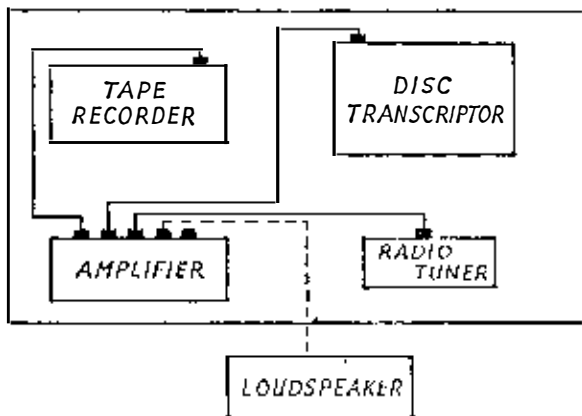 TAPE
RECORDER
DISC
TRANSCRIPTOR
AMPLIFIER
RADIO
TUNER
LOUDSPEAKER